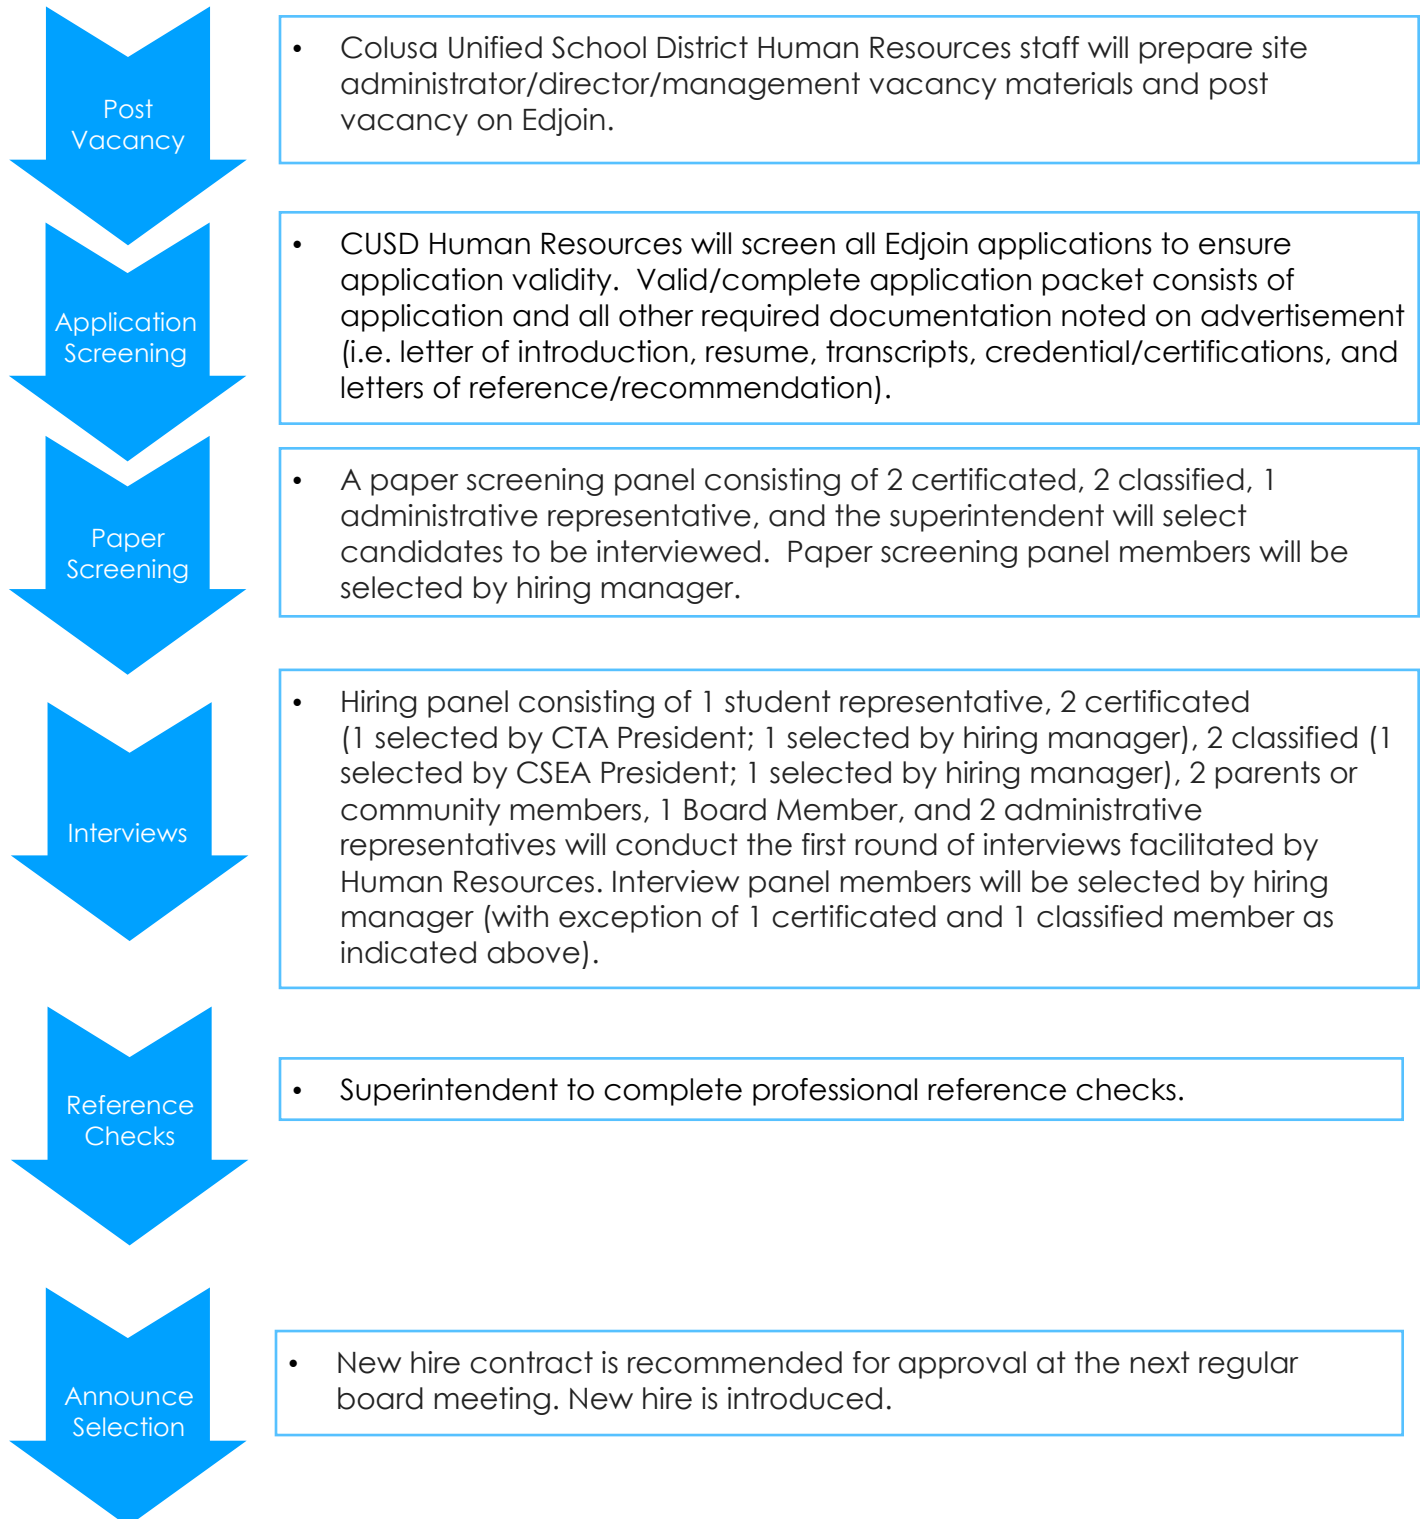 Post
Vacancy
• Colusa Unified School District Human Resources staff will prepare site
administrator/director/management vacancy materials and post
vacancy on Edjoin.
Application
Screening
• CUSD Human Resources will screen all Edjoin applications to ensure
application validity.  Valid/complete application packet consists of
application and all other required documentation noted on advertisement
(i.e. letter of introduction, resume, transcripts, credential/certifications, and
letters of reference/recommendation).
Paper
Screening
• A paper screening panel consisting of 2 certificated, 2 classified, 1
administrative representative, and the superintendent will select
candidates to be interviewed.  Paper screening panel members will be
selected by hiring manager.
Interviews
• Hiring panel consisting of 1 student representative, 2 certificated
(1 selected by CTA President; 1 selected by hiring manager), 2 classified (1
selected by CSEA President; 1 selected by hiring manager), 2 parents or
community members, 1 Board Member, and 2 administrative
representatives will conduct the first round of interviews facilitated by
Human Resources. Interview panel members will be selected by hiring
manager (with exception of 1 certificated and 1 classified member as
indicated above).
Reference
Checks
• Superintendent to complete professional reference checks.
Announce
Selection
• New hire contract is recommended for approval at the next regular
board meeting. New hire is introduced.